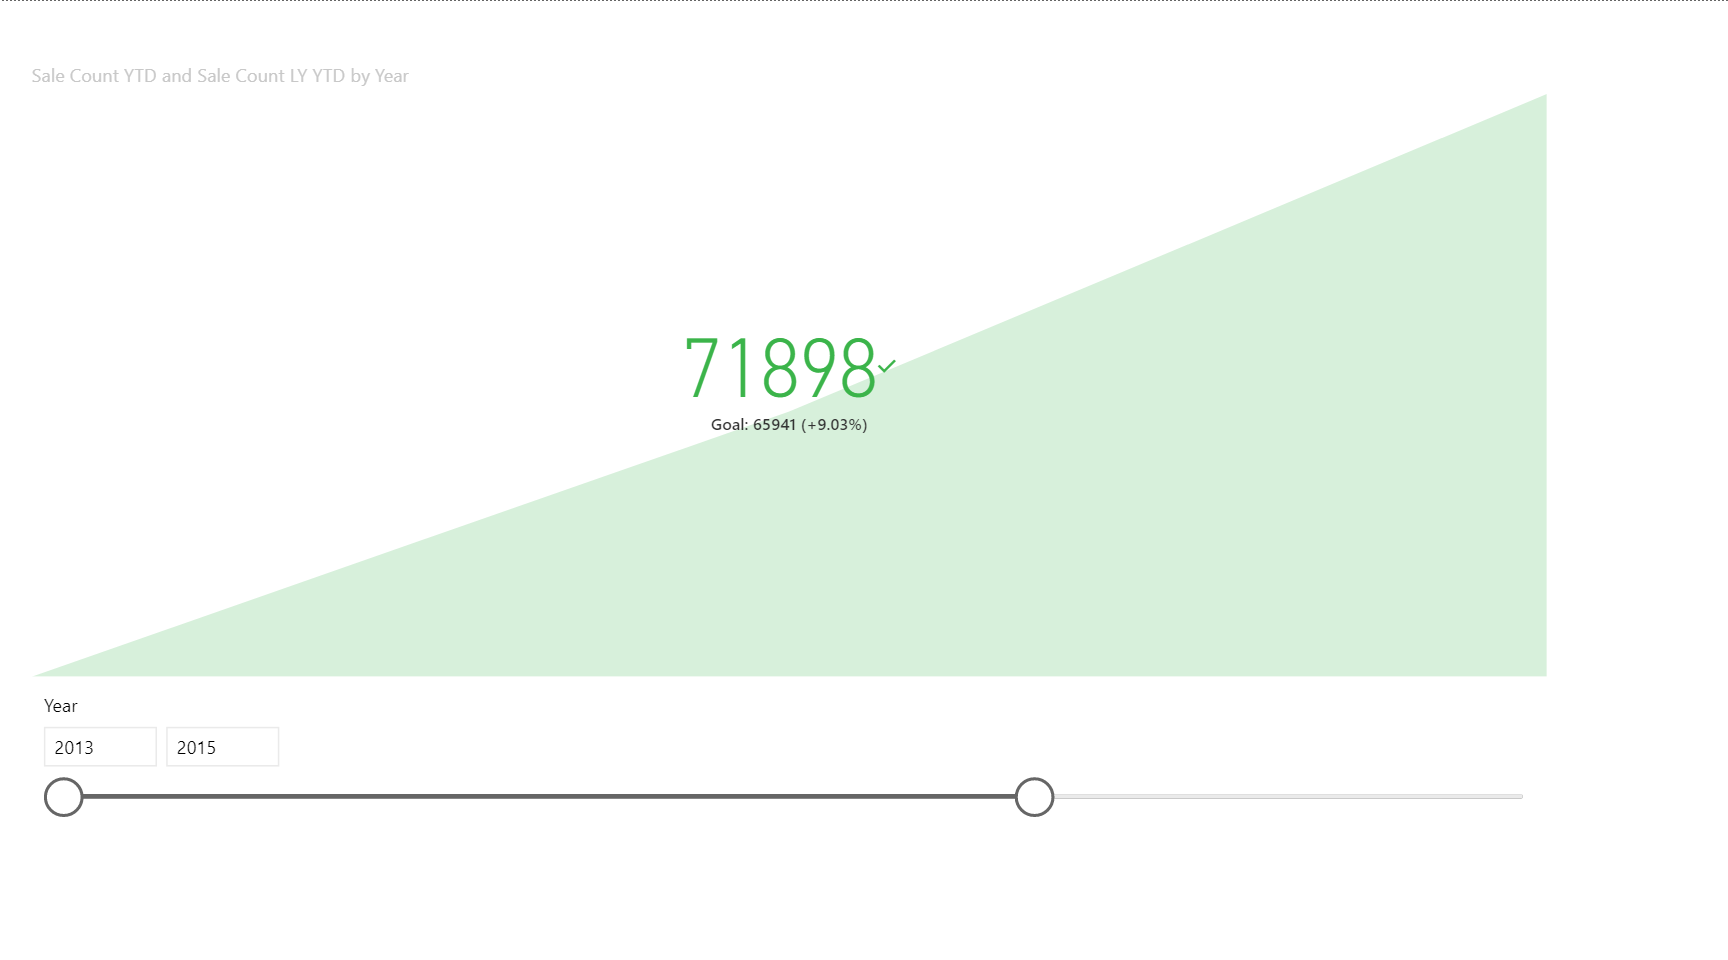 Sale Count YTD and Sale Count LY YTD by Year
71898
Goal: 65941 (+9.03%)
Year
2013 2015